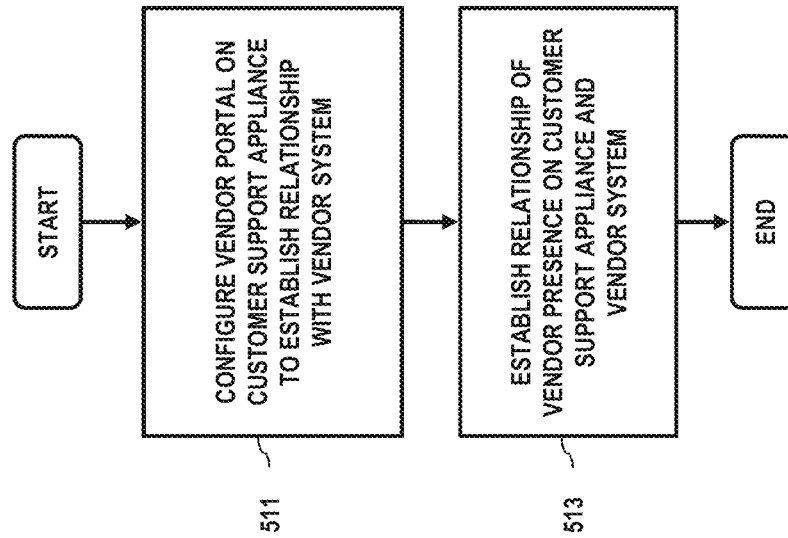 START
CONFIGURE VENDOR PORTAL ON
CUSTOMER SUPPORT APPLIANCE
TO ESTABLISH RELATIONSHIP
WITH VENDOR SYSTEM
511
ESTABLISH RELATIONSHIP OF
VENDOR PRESENCE ON CUSTOMER
SUPPORT APPLIANCE AND
VENDOR SYSTEM
513
END